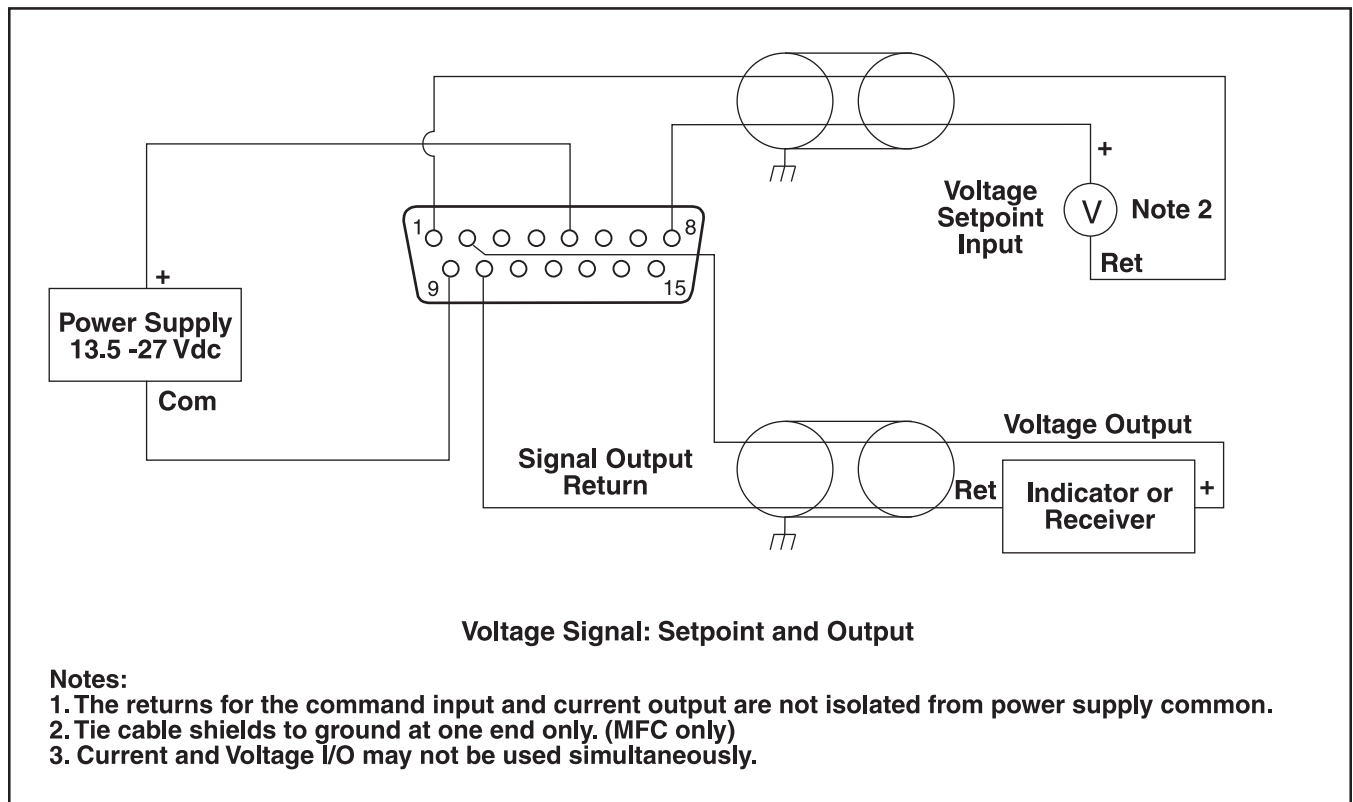 +
1
8
9
15
Voltage
Setpoint
Input
V
Note 2
Ret
+
Power Supply
13.5 -27 Vdc
Com
Voltage Output
Signal Output
Return
Ret
Indicator or
Receiver
+
Voltage Signal: Setpoint and Output
Notes:
1. The returns for the command input and current output are not isolated from power supply common.
2. Tie cable shields to ground at one end only. (MFC only)
3. Current and Voltage I/O may not be used simultaneously.